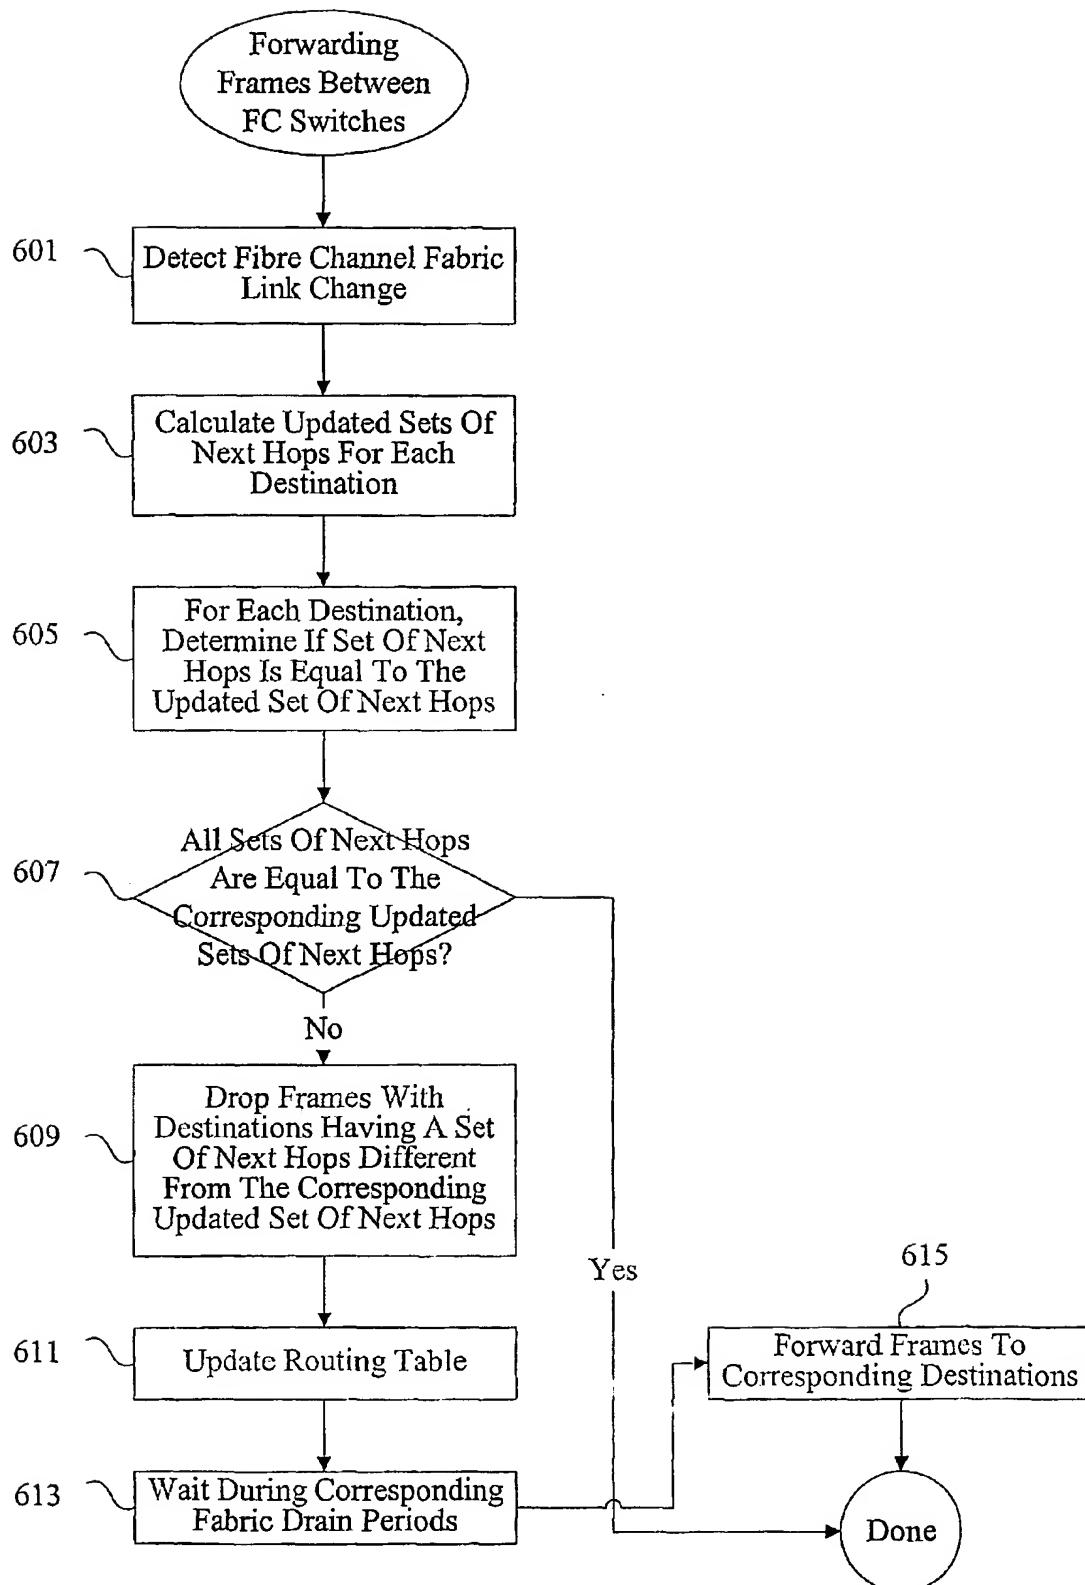 Forwarding
Frames Between
FC Switches
601
Detect Fibre Channel Fabric
Link Change
603
Calculate Updated Sets Of
Next Hops For Each
Destination
605
For Each Destination,
Determine If Set Of Next
Hops Is Equal To The
Updated Set Of Next Hops
607
All Sets Of Next Hops
Are Equal To The
Corresponding Updated
Sets Of Next Hops?
No
609
Drop Frames With
Destinations Having A Set
Of Next Hops Different
From The Corresponding
Updated Set Of Next Hops
Yes
611
Update Routing Table
613
Wait During Corresponding
Fabric Drain Periods
615
Forward Frames To
Corresponding Destinations
Done